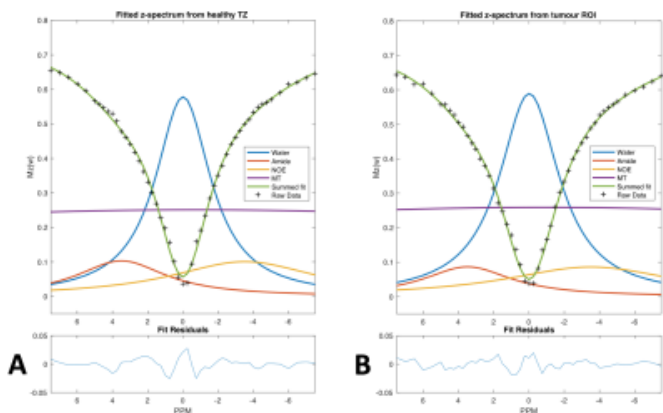 Fitted z-spectrum from healthy TZ
0.8
0.7
0.6
0.5
0.4
0.3
0.2
0.1
0
Mz(w)
Water
Amide
NOE
MT
Summed fit
Raw Data
6 4 2 0 -2 -4 -6
Fit Residuals
0.05
0
-0.05
PPM
A
Fitted z-spectrum from tumour ROI
0.8
0.7
0.6
0.5
0.4
0.3
0.2
0.1
0
Mz(w)
Water
Amide
NOE
MT
Summed fit
Raw Data
6 4 2 0 -2 -4 -6
Fit Residuals
0.05
0
-0.05
PPM
B